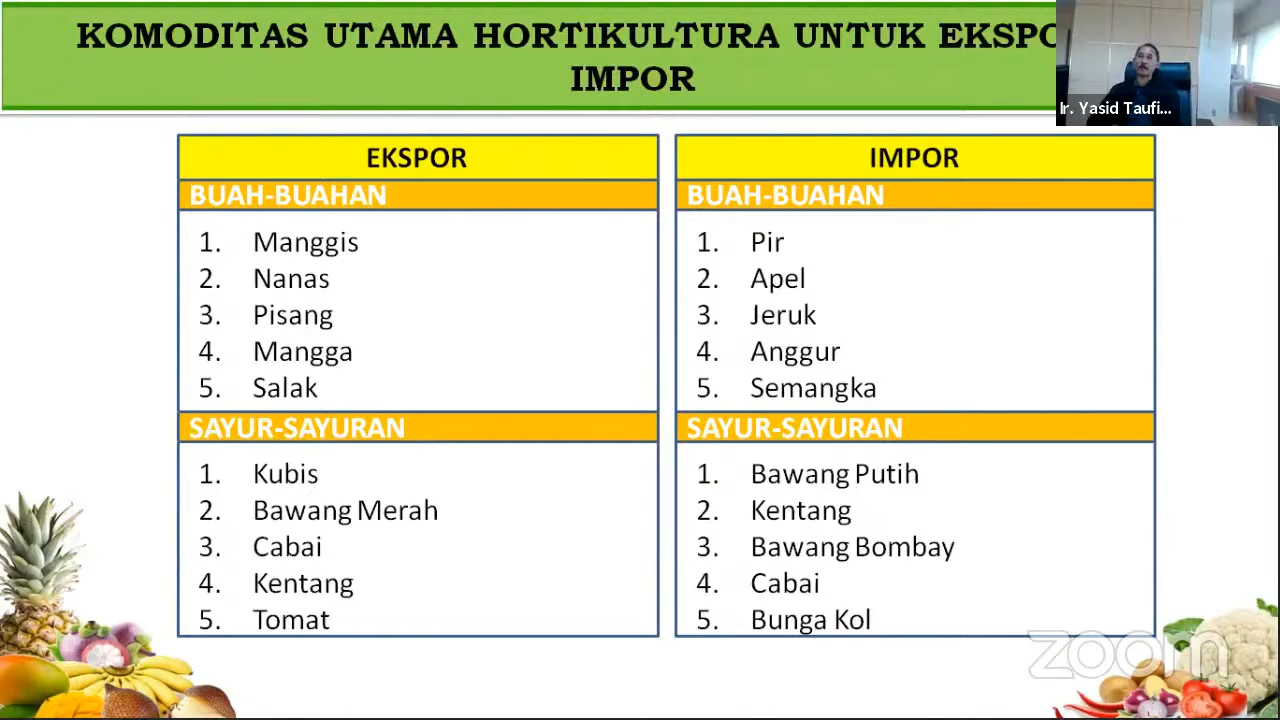 KOMODITAS UTAMA HORTIKULTURA UNTUK EKSPO
IMPOR
Ir. Yasid Taufi...
EKSPOR
BUAH-BUAHAN
1. Manggis
2. Nanas
3. Pisang
4. Mangga
5. Salak
SAYUR-SAYURAN
1. Kubis
2. Bawang Merah
3. Cabai
4. Kentang
5. Tomat
IMPOR
BUAH-BUAHAN
1. Pir
2. Apel
3. Jeruk
4. Anggur
5. Semangka
SAYUR-SAYURAN
1. Bawang Putih
2. Kentang
3. Bawang Bombay
4. Cabai
5. Bunga Kol
zoom